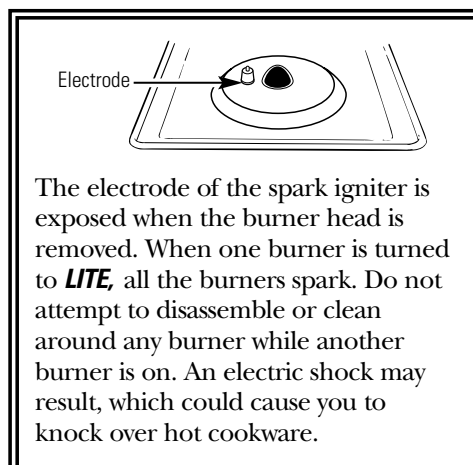 Electrode
The electrode of the spark igniter is
exposed when the burner head is
removed. When one burner is turned
to LITE, all the burners spark. Do not
attempt to disassemble or clean
around any burner while another
burner is on. An electric shock may
result, which could cause you to
knock over hot cookware.